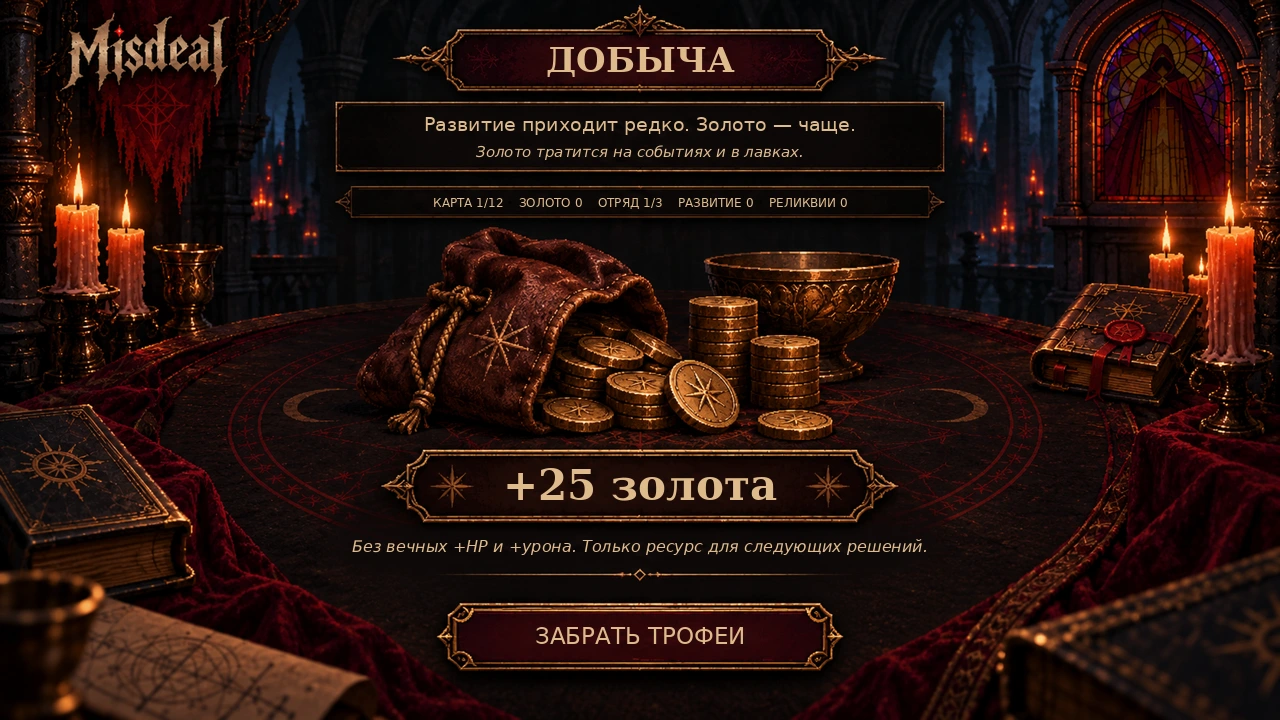 Misdeal
ДОБЫЧА
Развитие приходит редко. Золото — чаще.
Золото тратится на событиях и в лавках.
КАРТА 1/12 ЗОЛОТО 0 ОТРЯД 1/3 РАЗВИТИЕ 0 РЕЛИКВИИ 0
+25 золота
Без вечных +HP и +урона. Только ресурс для следующих решений.
ЗАБРАТЬ ТРОФЕИ